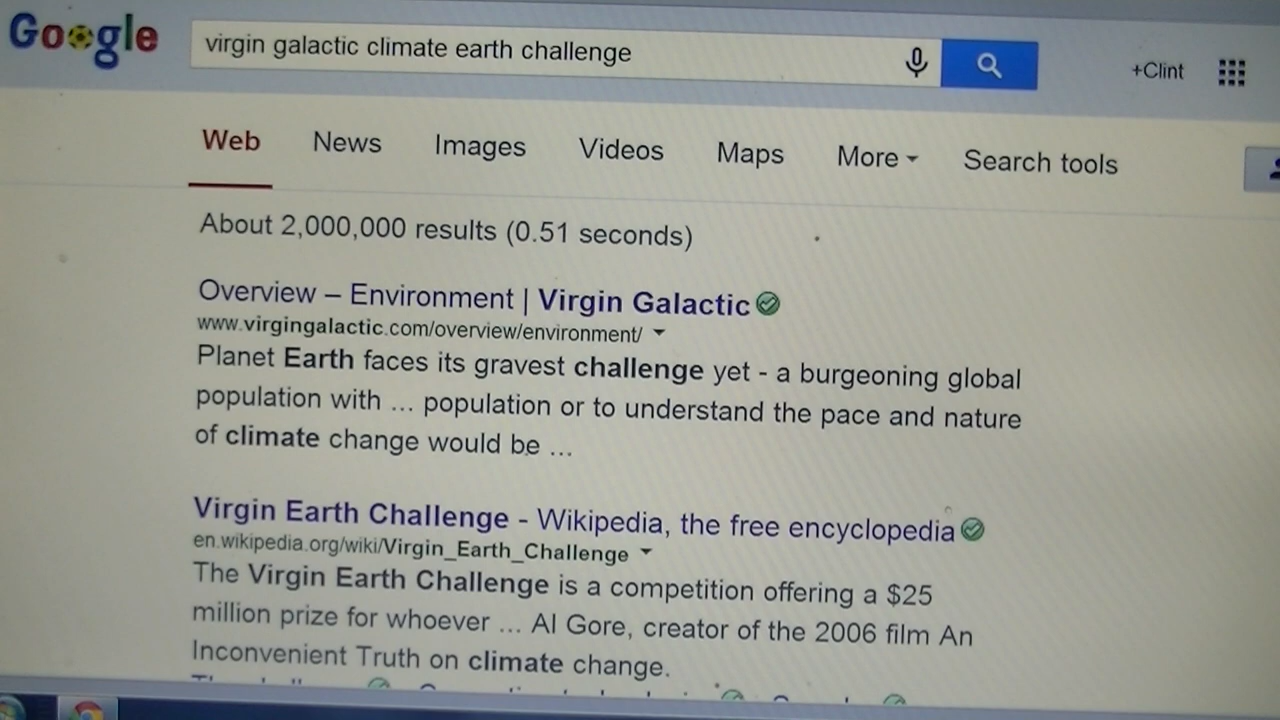 Google
virgin galactic climate earth challenge
+Clint
Web News Images Videos Maps More Search tools
About 2,000,000 results (0.51 seconds)
Overview – Environment | Virgin Galactic
www.virgingalactic.com/overview/environment/
Planet Earth faces its gravest challenge yet - a burgeoning global
population with ... population or to understand the pace and nature
of climate change would be ...
Virgin Earth Challenge - Wikipedia, the free encyclopedia
en.wikipedia.org/wiki/Virgin_Earth_Challenge
The Virgin Earth Challenge is a competition offering a $25
million prize for whoever ... Al Gore, creator of the 2006 film An
Inconvenient Truth on climate change.